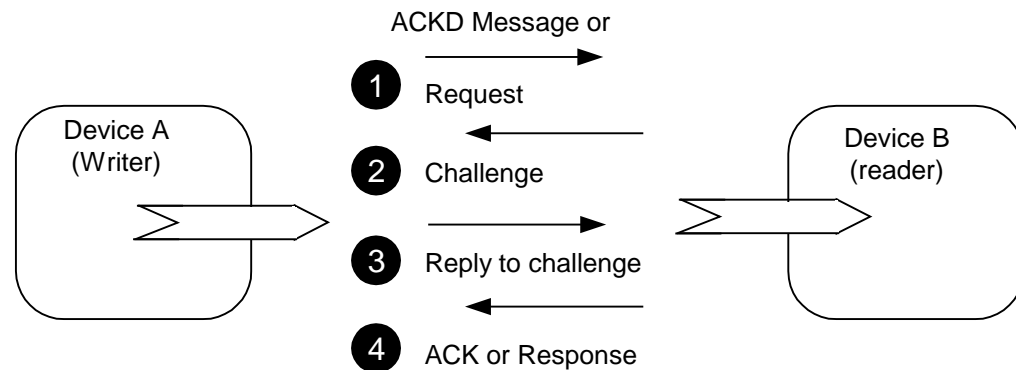 ACKD Message or
1
Request
Device A
(Writer)
Device B
(reader)
2
Challenge
3
Reply to challenge
4
ACK or Response